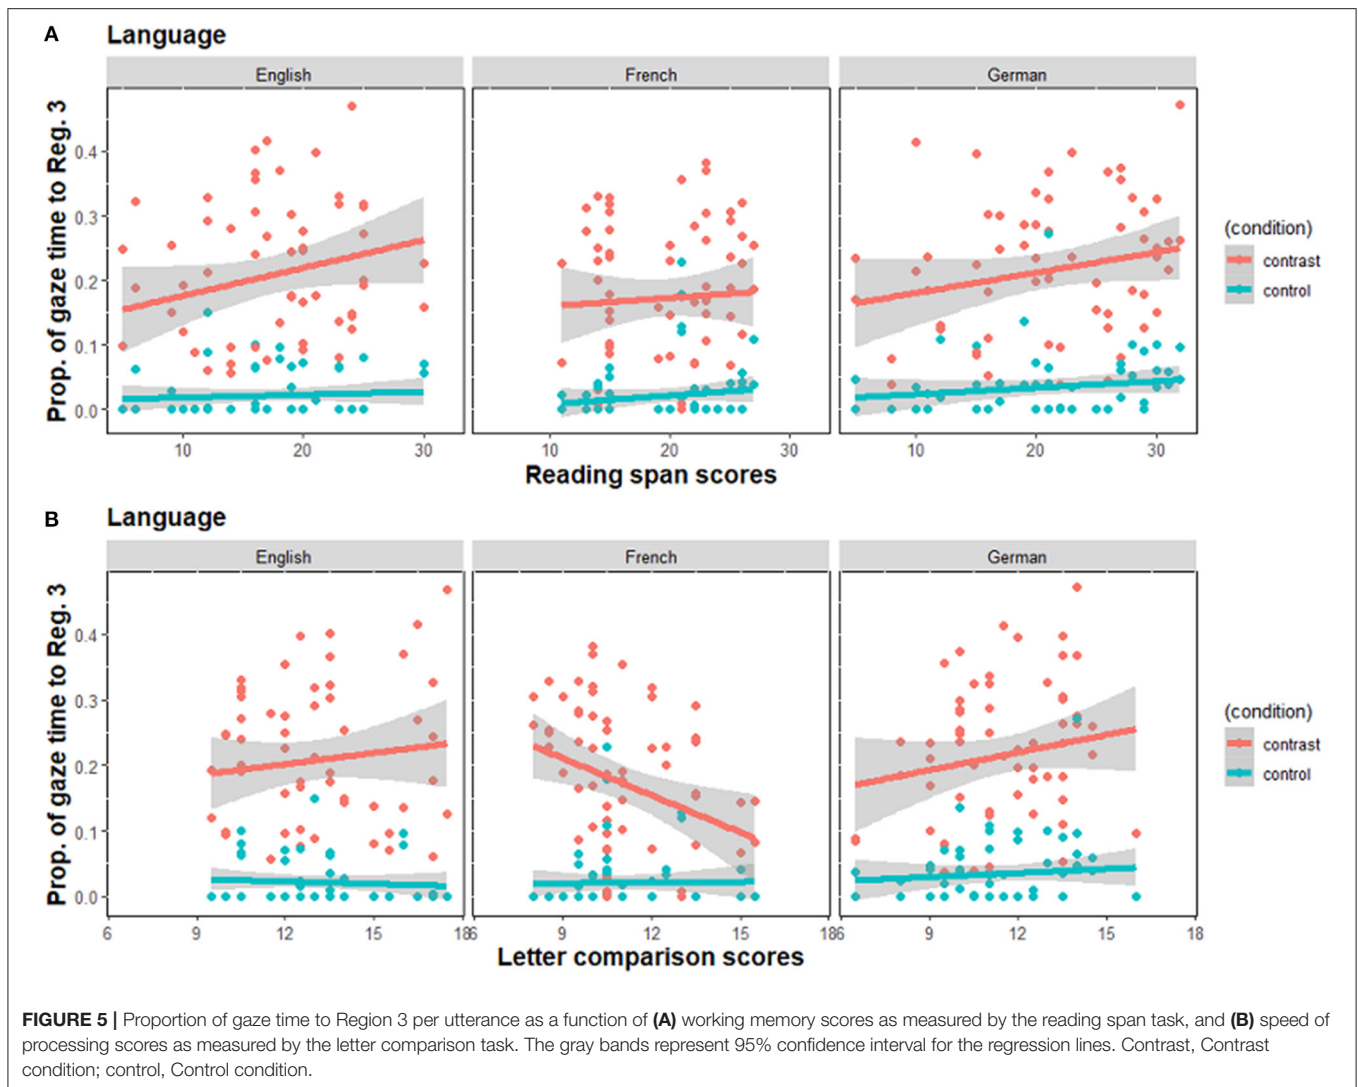 A Language
English French German
Prop. of gaze time to Reg. 3
0.4
0.3
0.2
0.1
0.0
10 20 30 10 20 30 10 20 30
Reading span scores
(condition)
contrast
control
B Language
English French German
Prop. of gaze time to Reg. 3
0.4
0.3
0.2
0.1
0.0
6 9 12 15 18 6 9 12 15 18 6 9 12 15 18
Letter comparison scores
(condition)
contrast
control
FIGURE 5 | Proportion of gaze time to Region 3 per utterance as a function of (A) working memory scores as measured by the reading span task, and (B) speed of
processing scores as measured by the letter comparison task. The gray bands represent 95% confidence interval for the regression lines. Contrast, Contrast
condition; control, Control condition.